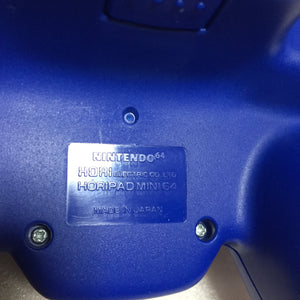 NINTENDO64
HORI ELECTRIC CO., LTD
HORIPAD MINI 64
MADE IN JAPAN